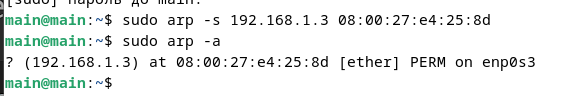 [sudo] пароль до main:
main@main:~$ sudo arp -s 192.168.1.3 08:00:27:e4:25:8d
main@main:~$ sudo arp -a
? (192.168.1.3) at 08:00:27:e4:25:8d [ether] PERM on enp0s3
main@main:~$